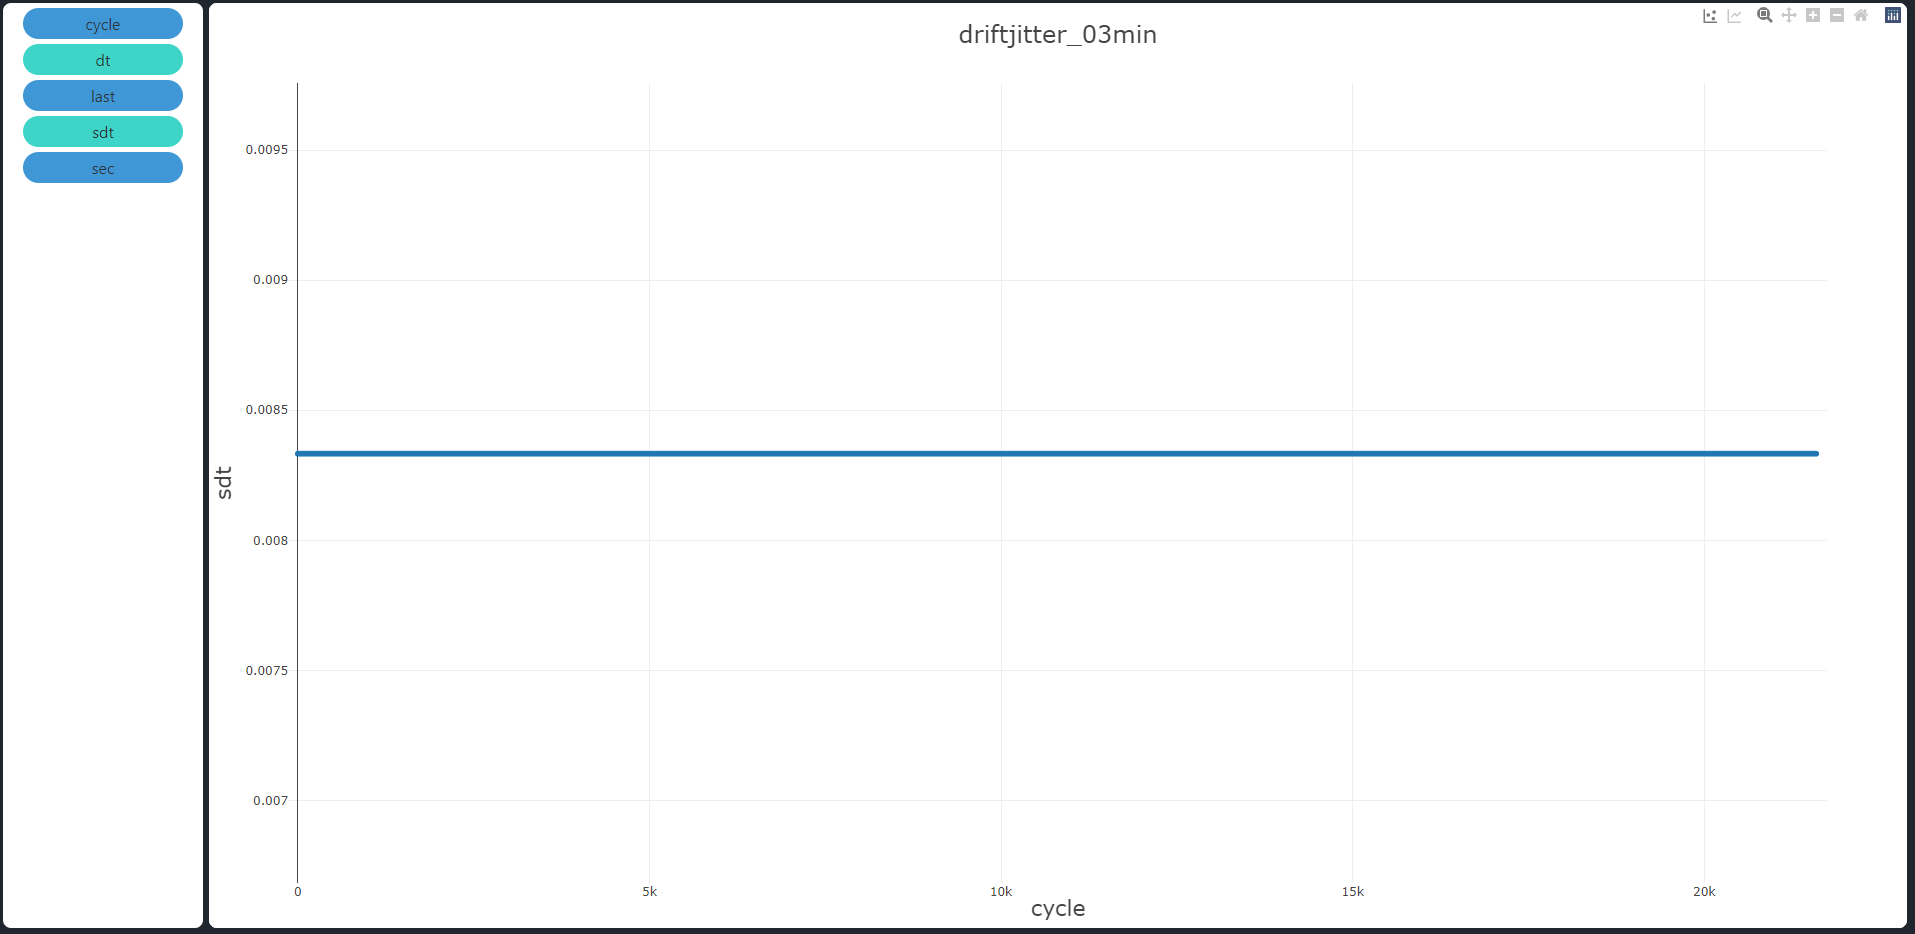 cycle
dt
last
sdt
sec
driftjitter_03min
0.0095
0.009
0.0085
0.008
0.0075
0.007
sdt
0
5k
10k
15k
20k
cycle